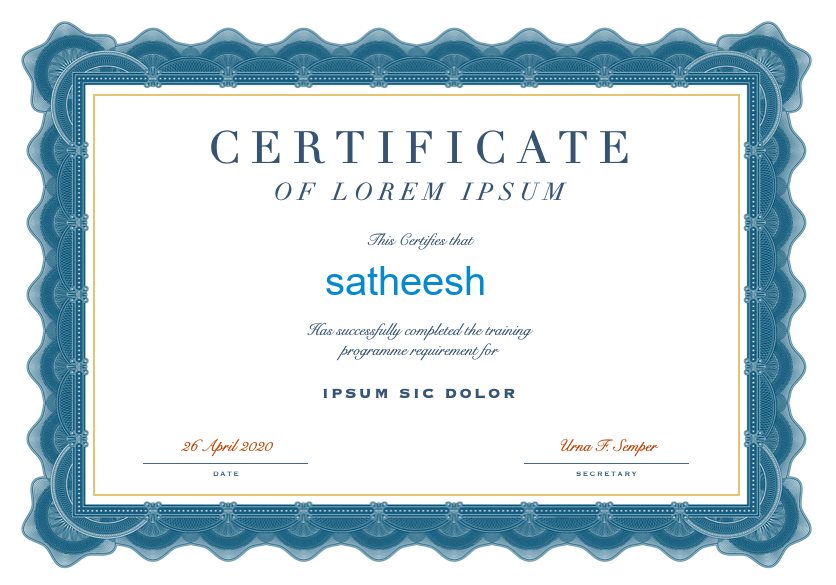 CERTIFICATE
OF LOREM IPSUM
This Certifies that
satheesh
Has successfully completed the training
programme requirement for
IPSUM SIC DOLOR
26 April 2020
Urna F. Semper
DATE
SECRETARY